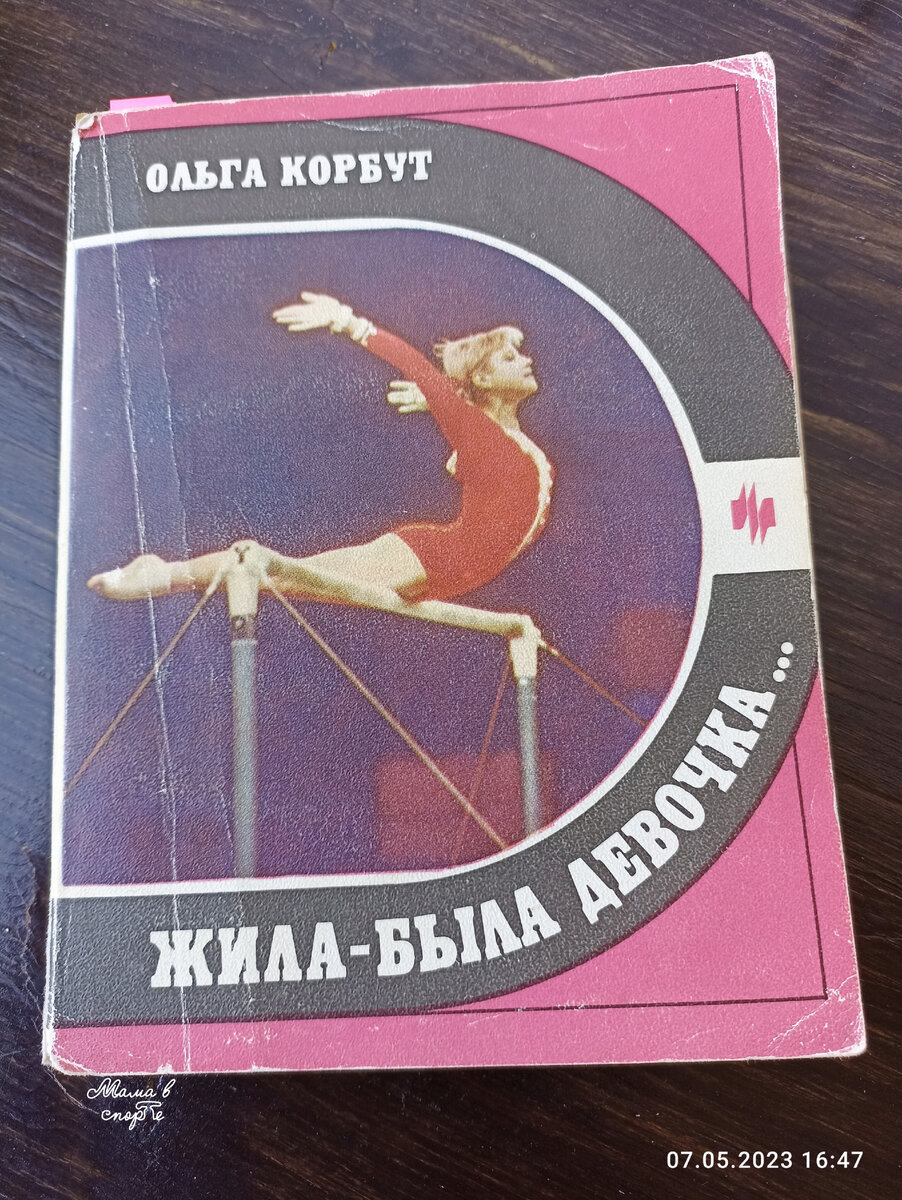 ОЛЬГА КОРБУТ
ЖИЛА-БЫЛА ДЕВОЧКА...
Мама в
спорте
07.05.2023 16:47